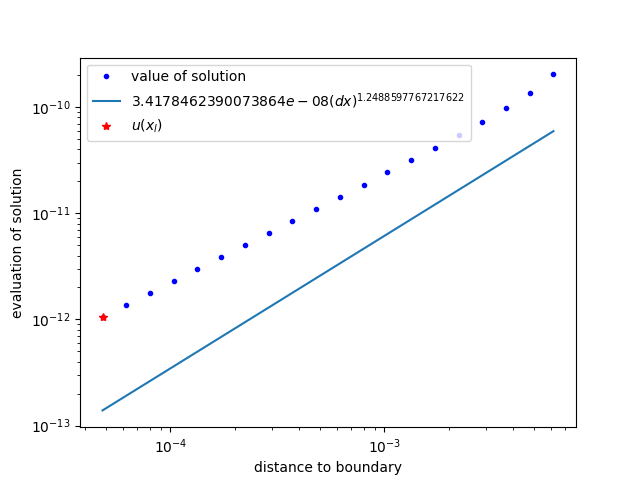 value of solution
3.4178462390073864e − 08(dx)^1.2488597767217622
u(x_l)
10^−10
10^−11
10^−12
10^−13
evaluation of solution
10^−4
10^−3
distance to boundary